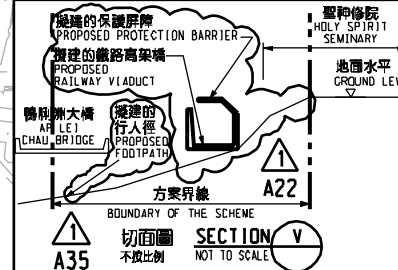 擬建的保護屏障
PROPOSED PROTECTION BARRIER
擬建的鐵路高架橋
PROPOSED
RAILWAY VIADUCT
聖神修院
HOLY SPIRIT
SEMINARY
地面水平
GROUND LEV
鴨脷洲大橋
AP LEI
CHAU BRIDGE
擬建的
行人徑
PROPOSED
FOOTPATH
1
A22
方案界線
BOUNDARY OF THE SCHEME
1
A35
切面圖
不按比例
SECTION V
NOT TO SCALE